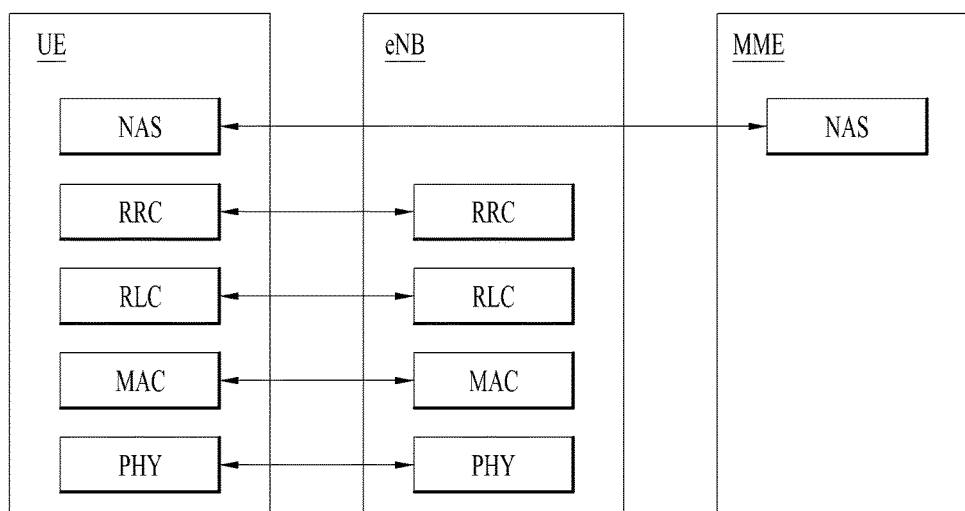 UE eNB MME
NAS NAS
RRC RRC
RLC RLC
MAC MAC
PHY PHY